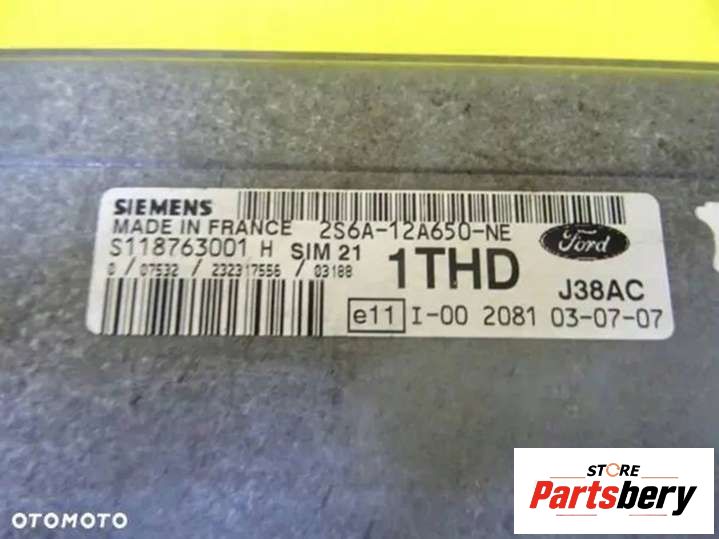 SIEMENS
MADE IN FRANCE 2S6A-12A650-NE
S118763001 H SIM 21
0 / 07532 / 232317556 / 03188
1THD
Ford
J38AC
e11 I-00 2081 03-07-07
STORE
Partsbery
OTOMOTO